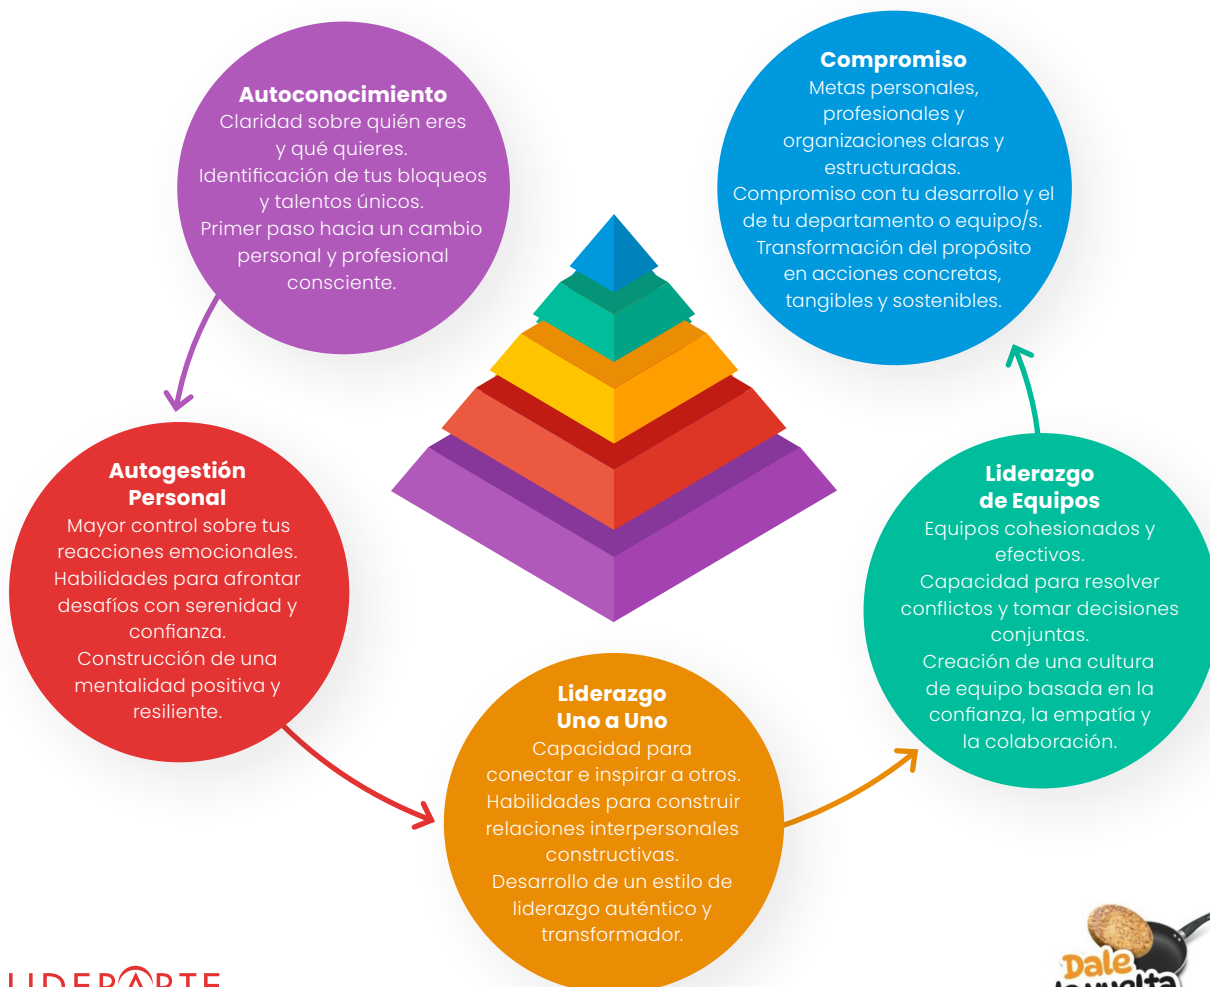 Autoconocimiento
Claridad sobre quién eres
y qué quieres.
Identificación de tus bloqueos
y talentos únicos.
Primer paso hacia un cambio
personal y profesional
consciente.
Autogestión
Personal
Mayor control sobre tus
reacciones emocionales.
Habilidades para afrontar
desafíos con serenidad y
confianza.
Construcción de una
mentalidad positiva y
resiliente.
Liderazgo
Uno a Uno
Capacidad para
conectar e inspirar a otros.
Habilidades para construir
relaciones interpersonales
constructivas.
Desarrollo de un estilo de
liderazgo auténtico y
transformador.
Liderazgo
de Equipos
Equipos cohesionados y
efectivos.
Capacidad para resolver
conflictos y tomar decisiones
conjuntas.
Creación de una cultura
de equipo basada en la
confianza, la empatía y
la colaboración.
Compromiso
Metas personales,
profesionales y
organizaciones claras y
estructuradas.
Compromiso con tu desarrollo y el
de tu departamento o equipo/s.
Transformación del propósito
en acciones concretas,
tangibles y sostenibles.
LIDERARTE
Dale
la vuelta